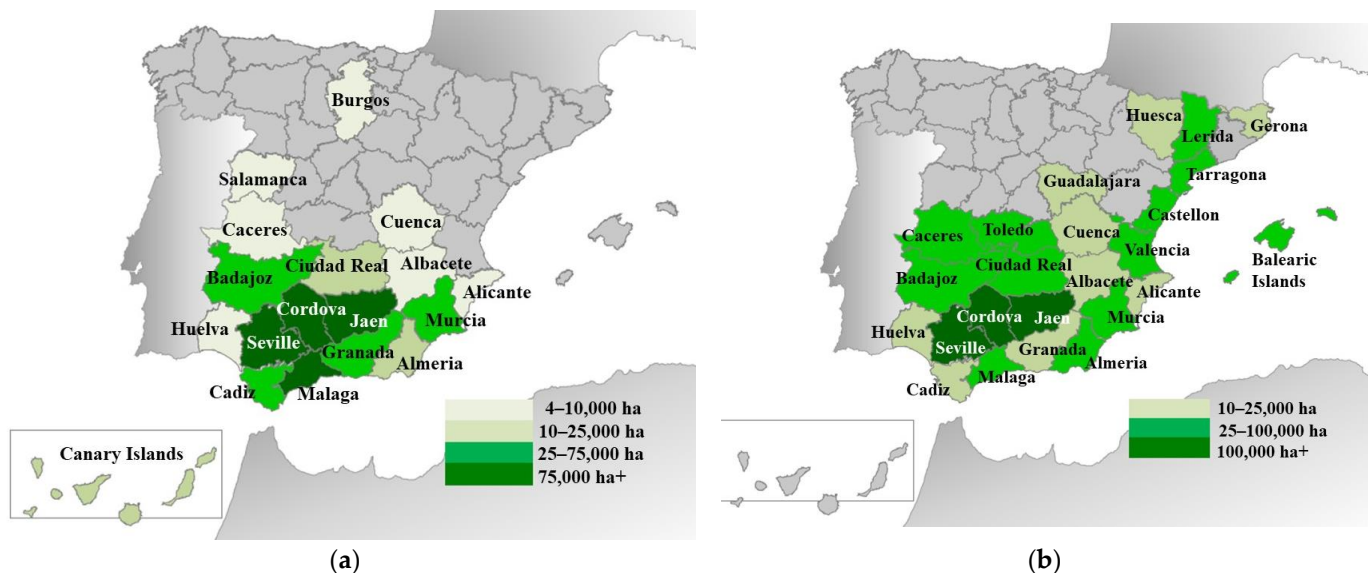 Burgos
Salamanca
Caceres
Cuenca
Ciudad Real
Albacete
Badajoz
Alicante
Cordova
Jaen
Murcia
Huelva
Seville
Granada
Almeria
Cadiz
Malaga
4–10,000 ha
10–25,000 ha
25–75,000 ha
75,000 ha+
Canary Islands
(a)
Huesca
Gerona
Lerida
Tarragona
Guadalajara
Castellon
Caceres
Toledo
Cuenca
Valencia
Balearic
Islands
Badajoz
Ciudad Real
Albacete
Alicante
Cordova
Jaen
Murcia
Huelva
Seville
Granada
Almeria
Cadiz
Malaga
10–25,000 ha
25–100,000 ha
100,000 ha+
(b)